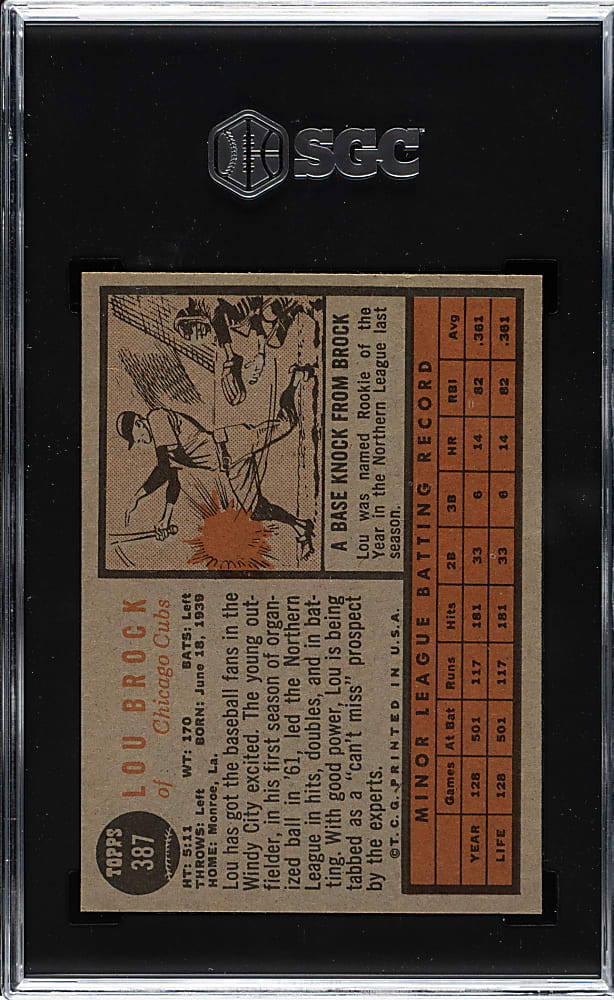 SGC
TOPPS
387
LOU BROCK
of Chicago Cubs
HT: 5:11 WT: 170 BATS: Left
THROWS: Left BORN: June 18, 1939
HOME: Monroe, La.
Lou has got the baseball fans in the
Windy City excited. The young out-
fielder, in his first season of organ-
ized ball in '61, led the Northern
League in hits, doubles, and in bat-
ting. With good power, Lou is being
tabbed as a "can't miss" prospect
by the experts.
©T. C. G. PRINTED IN U. S. A.
A BASE KNOCK FROM BROCK
Lou was named Rookie of the
Year in the Northern League last
season.
MINOR LEAGUE BATTING RECORD
Games At Bat Runs Hits 2B 3B HR RBI Avg
YEAR 128 501 117 181 33 6 14 82 .361
LIFE 128 501 117 181 33 6 14 82 .361